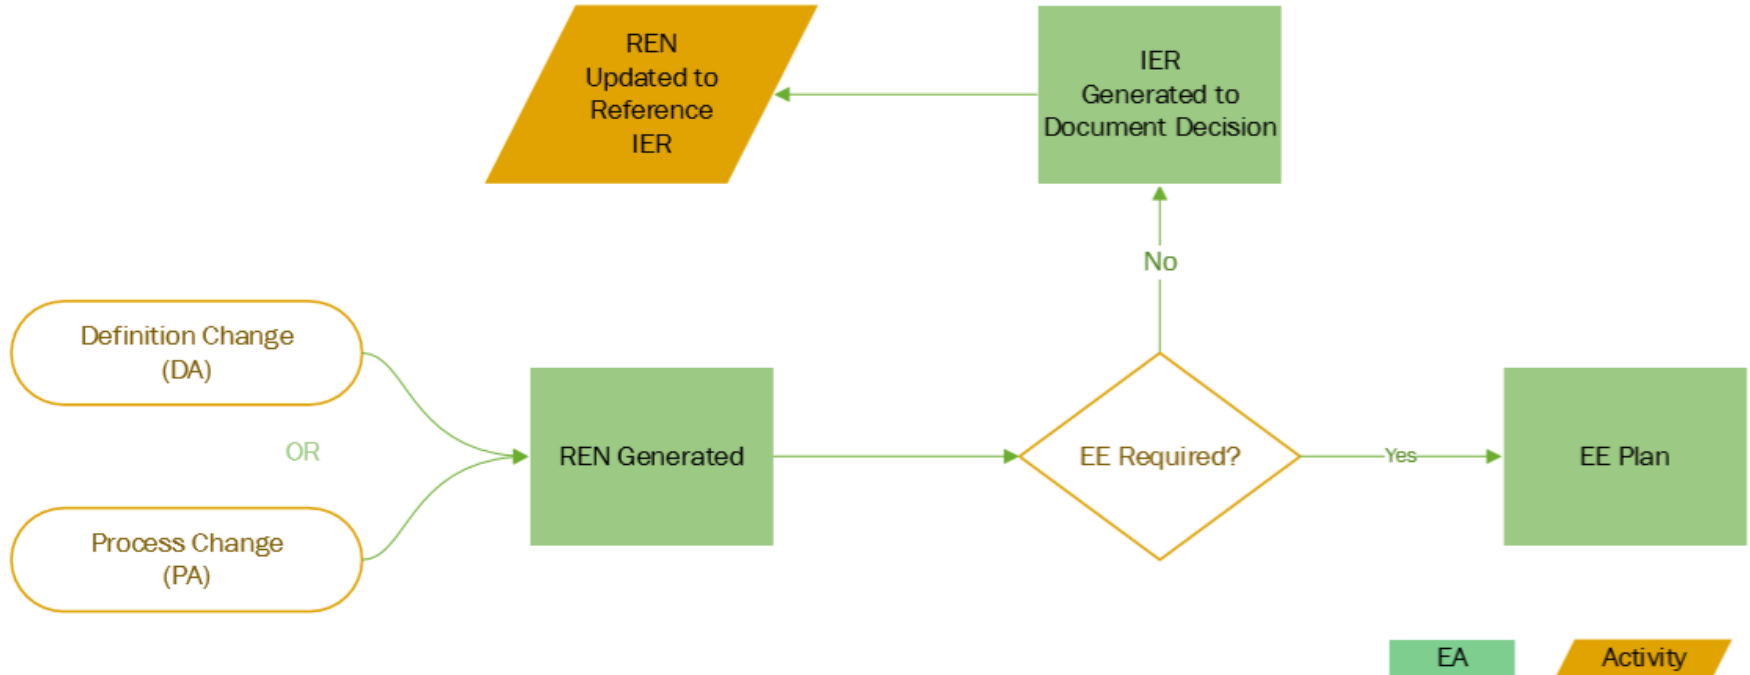 REN
Updated to
Reference
IER
IER
Generated to
Document Decision
No
Definition Change
(DA)
OR
Process Change
(PA)
REN Generated
EE Required?
Yes
EE Plan
EA
Activity